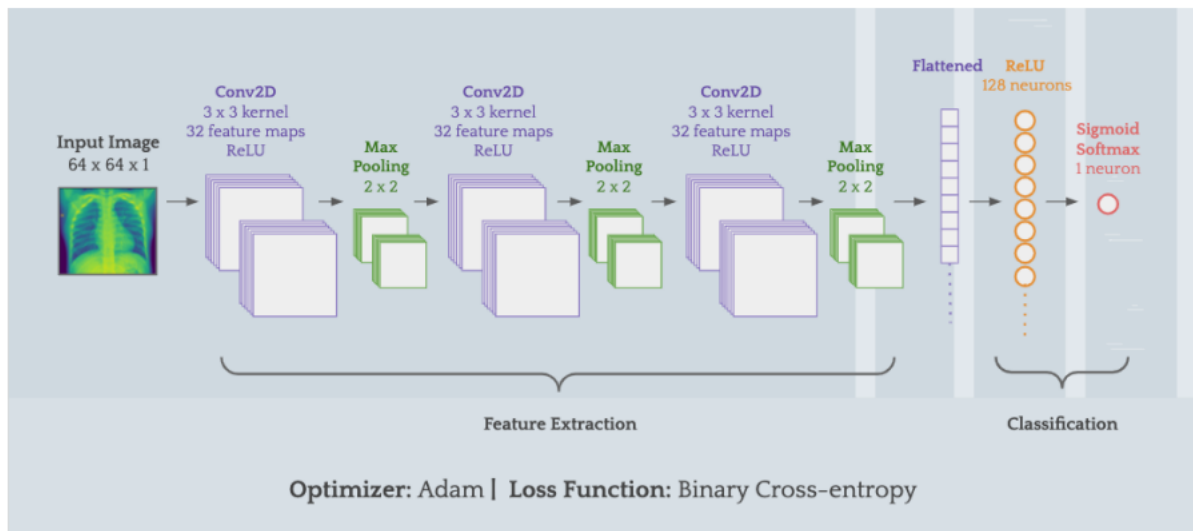 Input Image
64 x 64 x 1
Conv2D
3 x 3 kernel
32 feature maps
ReLU
Max
Pooling
2 x 2
Conv2D
3 x 3 kernel
32 feature maps
ReLU
Max
Pooling
2 x 2
Conv2D
3 x 3 kernel
32 feature maps
ReLU
Max
Pooling
2 x 2
Flattened
ReLU
128 neurons
Sigmoid
Softmax
1 neuron
Feature Extraction
Classification
Optimizer: Adam | Loss Function: Binary Cross-entropy